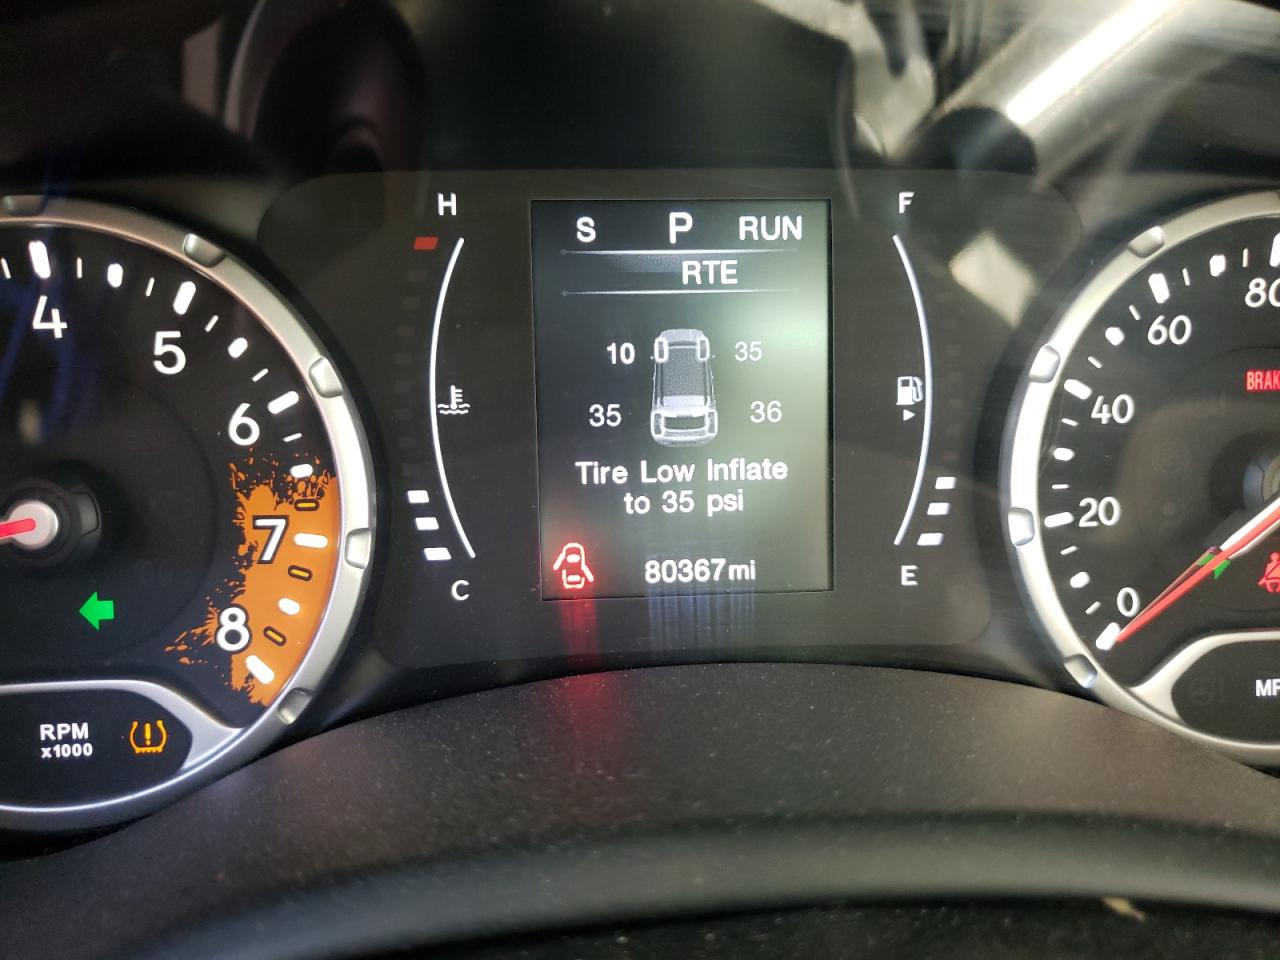 H
F
S P RUN
RTE
10 35
35 36
Tire Low Inflate
to 35 psi
80367mi
C
E
4
5
6
7
8
RPM
x1000
80
60
40
20
0
BRAK
MP